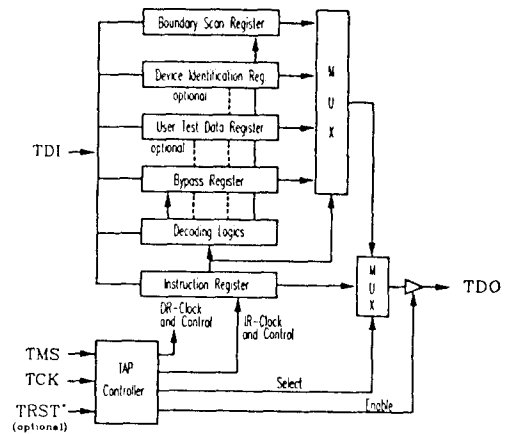 Boundary Scan Register
Device Identification Reg.
optional
User Test Data Register
optional
Bypass Register
Decoding Logics
Instruction Register
M
U
X
M
U
X
TDI
TDO
DR-Clock
and Control
IR-Clock
and Control
TMS
TCK
TRST*
(optional)
TAP
Controller
Select
Enable